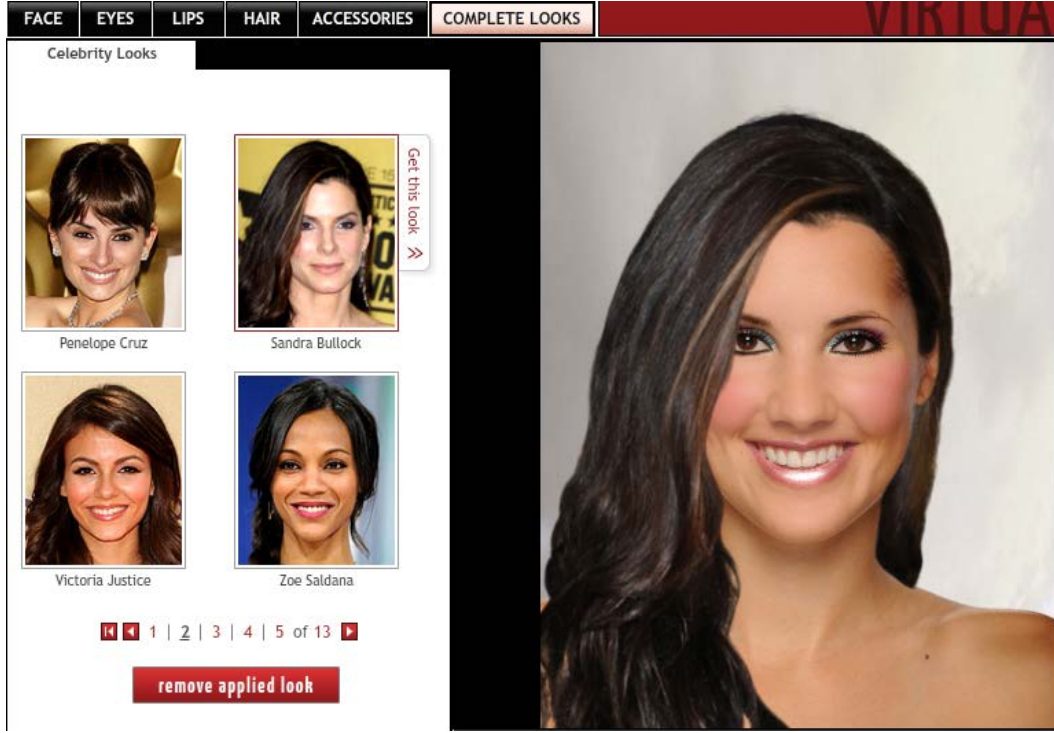 FACE
EYES
LIPS
HAIR
ACCESSORIES
COMPLETE LOOKS
VIRTUA
Celebrity Looks
Get this look
Penelope Cruz
Sandra Bullock
Victoria Justice
Zoe Saldana
1 | 2 | 3 | 4 | 5 of 13
remove applied look